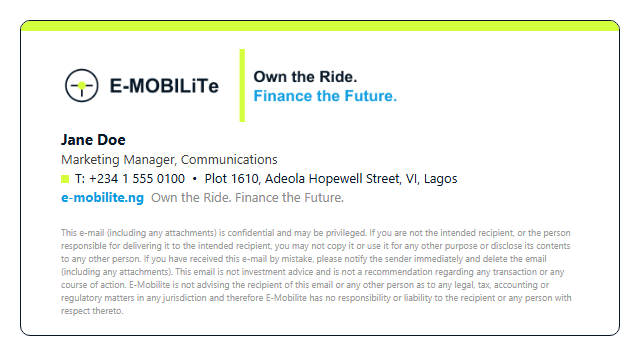 E-MOBILiTe
Own the Ride.
Finance the Future.
Jane Doe
Marketing Manager, Communications
T: +234 1 555 0100 • Plot 1610, Adeola Hopewell Street, VI, Lagos
e-mobilite.ng Own the Ride. Finance the Future.
This e-mail (including any attachments) is confidential and may be privileged. If you are not the intended recipient, or the person
responsible for delivering it to the intended recipient, you may not copy it or use it for any other purpose or disclose its contents
to any other person. If you have received this e-mail by mistake, please notify the sender immediately and delete the email
(including any attachments). This email is not investment advice and is not a recommendation regarding any transaction or any
course of action. E-Mobilite is not advising the recipient of this email or any other person as to any legal, tax, accounting or
regulatory matters in any jurisdiction and therefore E-Mobilite has no responsibility or liability to the recipient or any person with
respect thereto.